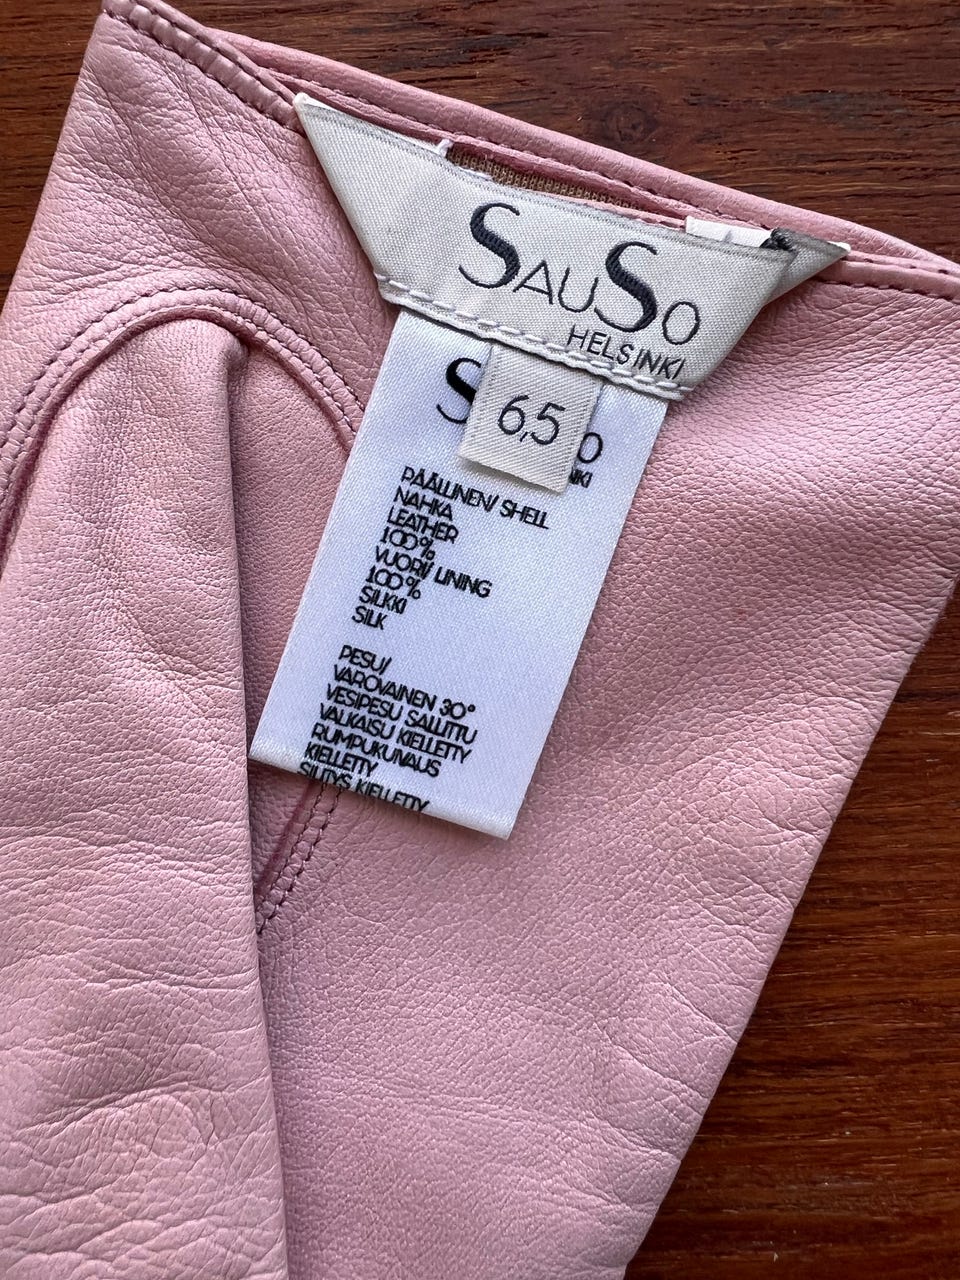 SAUSO
HELSINKI
6,5
S O
NKI
PÄÄLLINEN/ SHELL
NAHKA
LEATHER
100%
VUORI/ LINING
100%
SILKKI
SILK
PESU/
VAROVAINEN 30°
VESIPESU SALLITTU
VALKAISU KIELLETTY
RUMPUKUIVAUS
KIELLETTY
SILITYS KIELLETTY